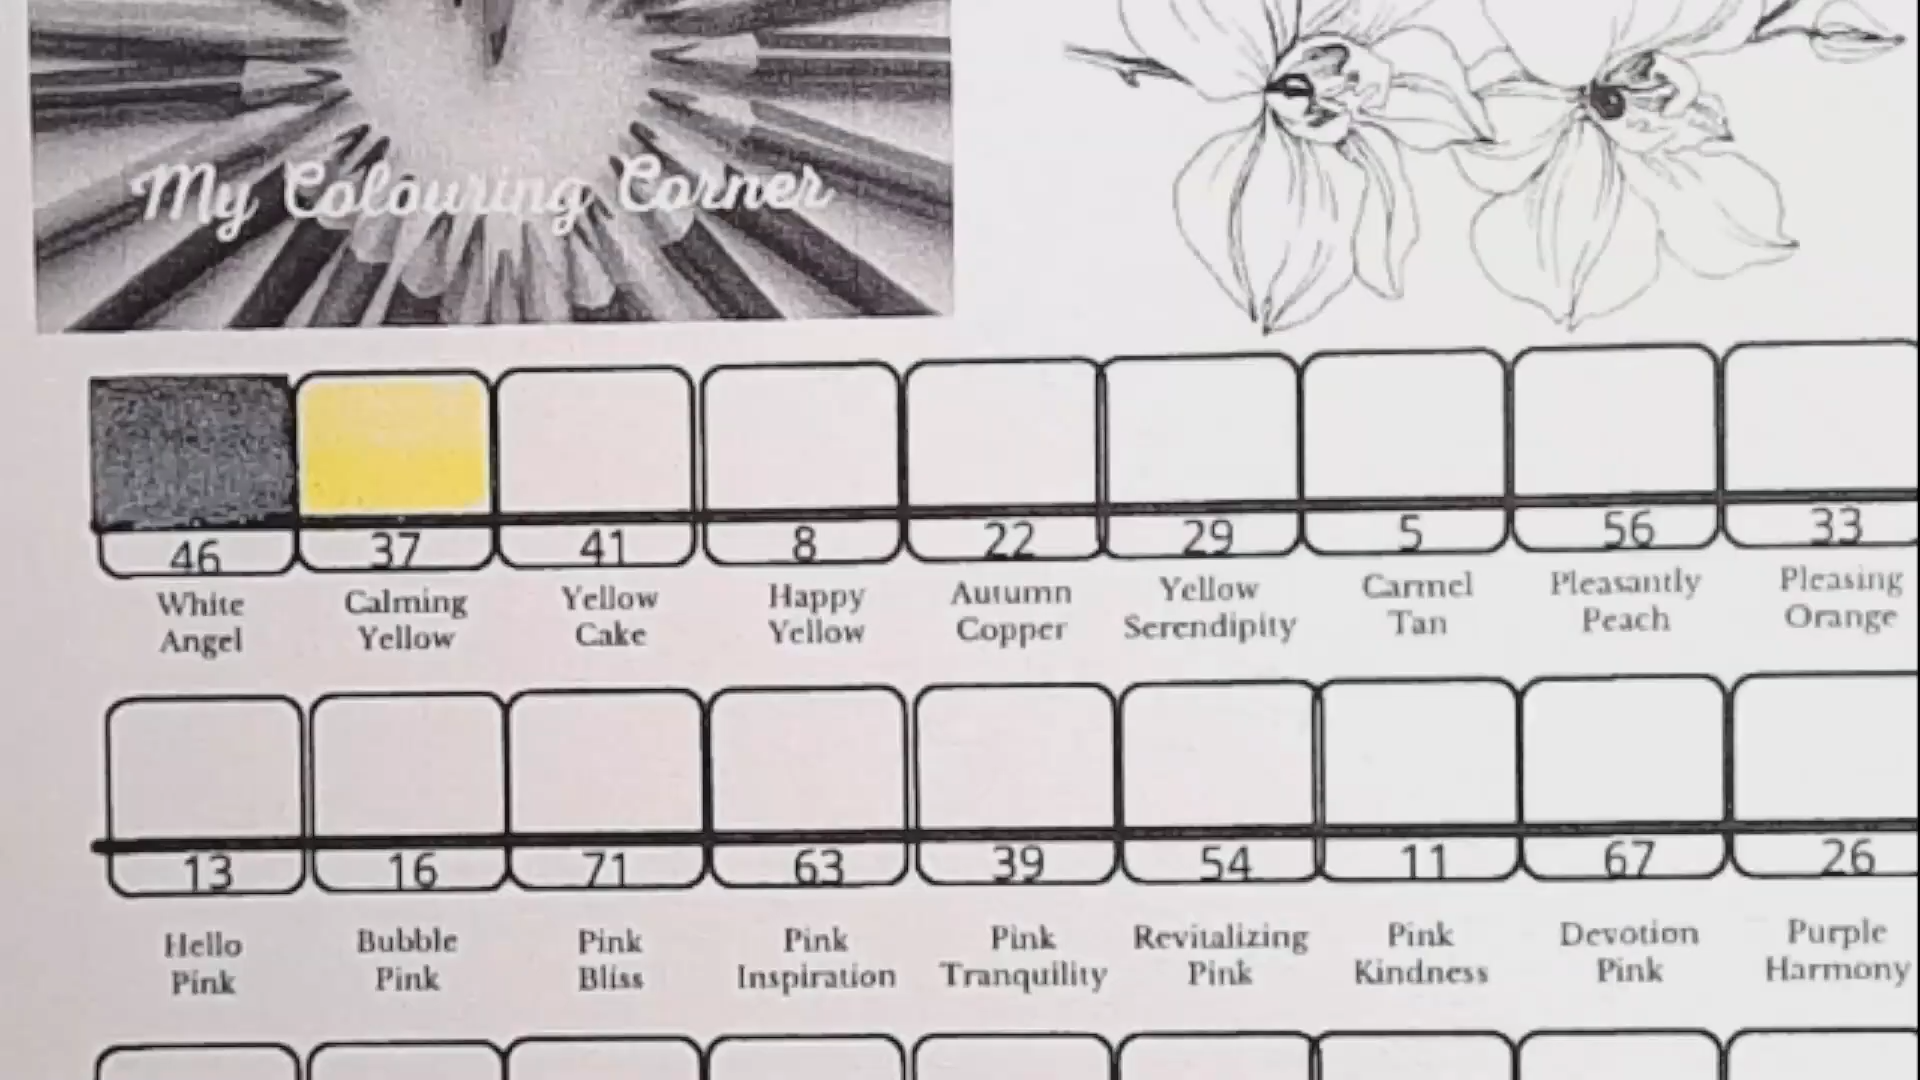 My Colouring Corner
46 37 41 8 22 29 5 56 33
White Calming Yellow Happy Autumn Yellow Carmel Pleasantly Pleasing
Angel Yellow Cake Yellow Copper Serendipity Tan Peach Orange
13 16 71 63 39 54 11 67 26
Hello Bubble Pink Pink Pink Revitalizing Pink Devotion Purple
Pink Pink Bliss Inspiration Tranquility Pink Kindness Pink Harmony